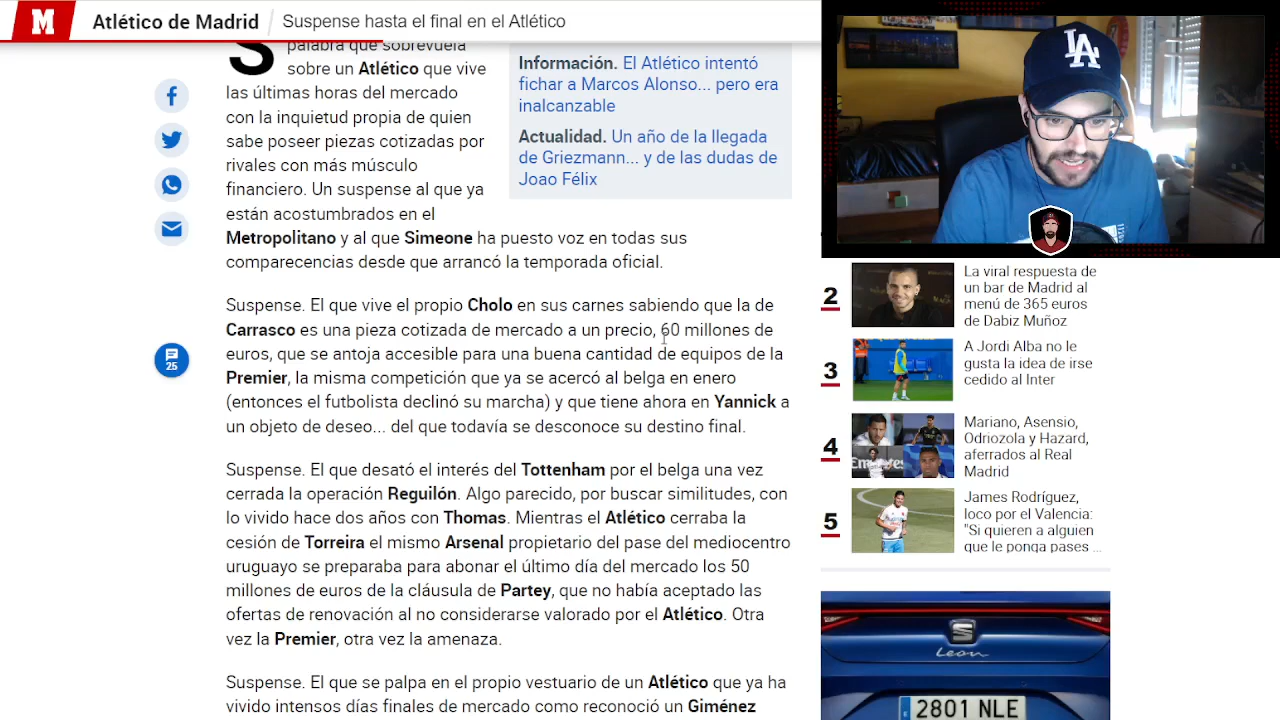 M
Atlético de Madrid
Suspense hasta el final en el Atlético
S
palabra que sobrevuela
sobre un Atlético que vive
las últimas horas del mercado
con la inquietud propia de quien
sabe poseer piezas cotizadas por
rivales con más músculo
financiero. Un suspense al que ya
están acostumbrados en el
Metropolitano y al que Simeone ha puesto voz en todas sus
comparecencias desde que arrancó la temporada oficial.
Información. El Atlético intentó
fichar a Marcos Alonso... pero era
inalcanzable
Actualidad. Un año de la llegada
de Griezmann... y de las dudas de
Joao Félix
25
Suspense. El que vive el propio Cholo en sus carnes sabiendo que la de
Carrasco es una pieza cotizada de mercado a un precio, 60 millones de
euros, que se antoja accesible para una buena cantidad de equipos de la
Premier, la misma competición que ya se acercó al belga en enero
(entonces el futbolista declinó su marcha) y que tiene ahora en Yannick a
un objeto de deseo... del que todavía se desconoce su destino final.
Suspense. El que desató el interés del Tottenham por el belga una vez
cerrada la operación Reguilón. Algo parecido, por buscar similitudes, con
lo vivido hace dos años con Thomas. Mientras el Atlético cerraba la
cesión de Torreira el mismo Arsenal propietario del pase del mediocentro
uruguayo se preparaba para abonar el último día del mercado los 50
millones de euros de la cláusula de Partey, que no había aceptado las
ofertas de renovación al no considerarse valorado por el Atlético. Otra
vez la Premier, otra vez la amenaza.
Suspense. El que se palpa en el propio vestuario de un Atlético que ya ha
vivido intensos días finales de mercado como reconoció un Giménez
LA
2
La viral respuesta de
un bar de Madrid al
menú de 365 euros
de Dabiz Muñoz
3
A Jordi Alba no le
gusta la idea de irse
cedido al Inter
4
Mariano, Asensio,
Odriozola y Hazard,
aferrados al Real
Madrid
5
James Rodríguez,
loco por el Valencia:
"Si quieren a alguien
que le ponga pases ...
Leon
2801 NLE